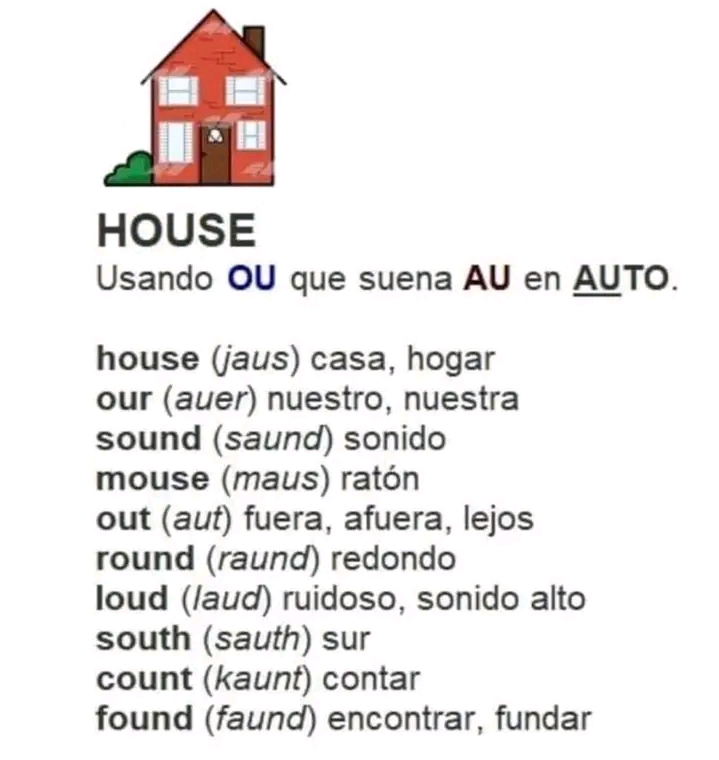 HOUSE
Usando OU que suena AU en AUTO.
house (jaus) casa, hogar
our (auer) nuestro, nuestra
sound (saund) sonido
mouse (maus) ratón
out (aut) fuera, afuera, lejos
round (raund) redondo
loud (laud) ruidoso, sonido alto
south (sauth) sur
count (kaunt) contar
found (faund) encontrar, fundar